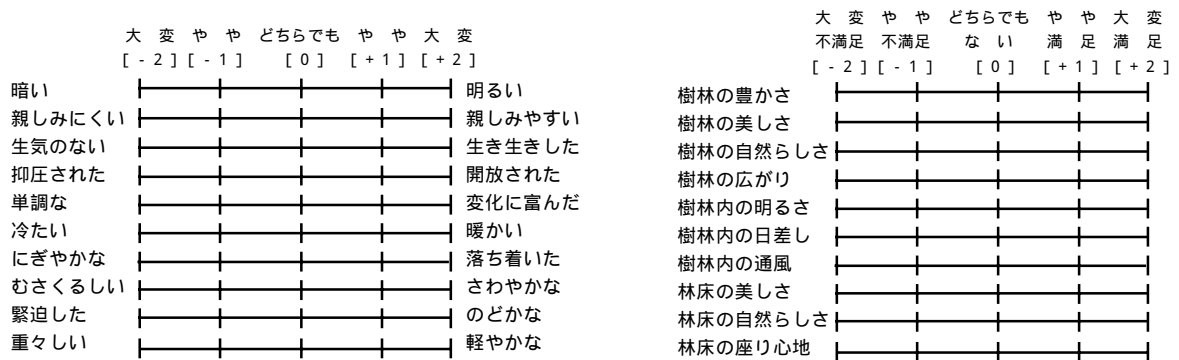 大 変 や や どちらでも や や 大 変
[ - 2 ] [ - 1 ] [ 0 ] [ + 1 ] [ + 2 ]
暗い 明るい
親しみにくい 親しみやすい
生気のない 生き生きした
抑圧された 開放された
単調な 変化に富んだ
冷たい 暖かい
にぎやかな 落ち着いた
むさくるしい さわやかな
緊迫した のどかな
重々しい 軽やかな
大 変 や や どちらでも や や 大 変
不満足 不満足 な い 満 足 満 足
[ - 2 ] [ - 1 ] [ 0 ] [ + 1 ] [ + 2 ]
樹林の豊かさ
樹林の美しさ
樹林の自然らしさ
樹林の広がり
樹林内の明るさ
樹林内の日差し
樹林内の通風
林床の美しさ
林床の自然らしさ
林床の座り心地